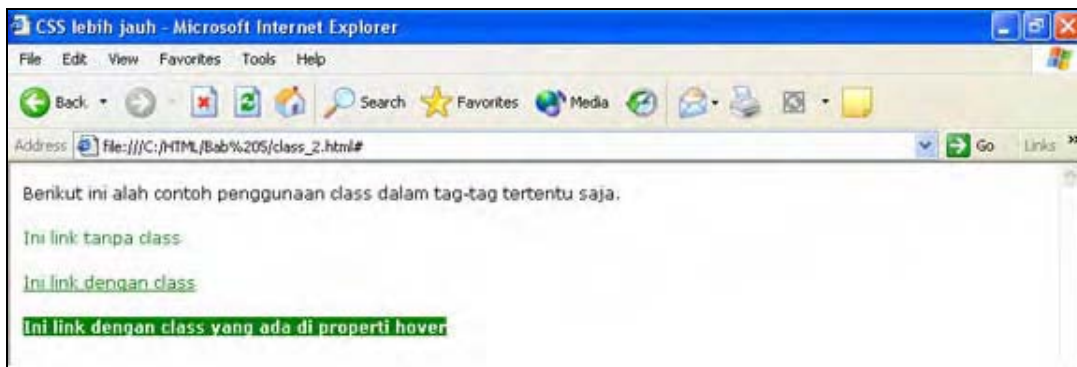 CSS lebih jauh - Microsoft Internet Explorer
File Edit View Favorites Tools Help
Back Search Favorites Media
Address file:///C:/HTML/Bab%205/class_2.html# Go Links »
Berikut ini alah contoh penggunaan class dalam tag-tag tertentu saja.
Ini link tanpa class
Ini link dengan class
Ini link dengan class yang ada di properti hover